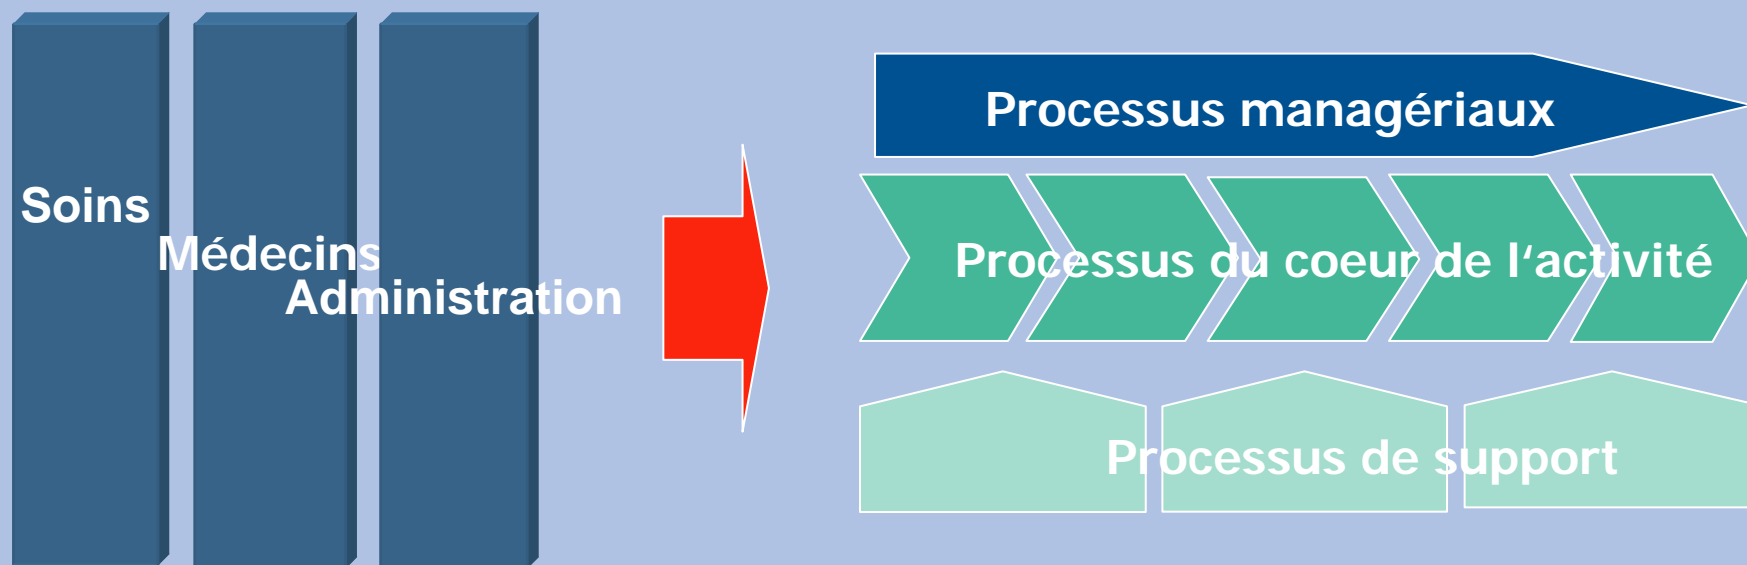 Soins
Médecins
Administration
Processus managériaux
Processus du coeur de l‘activité
Processus de support